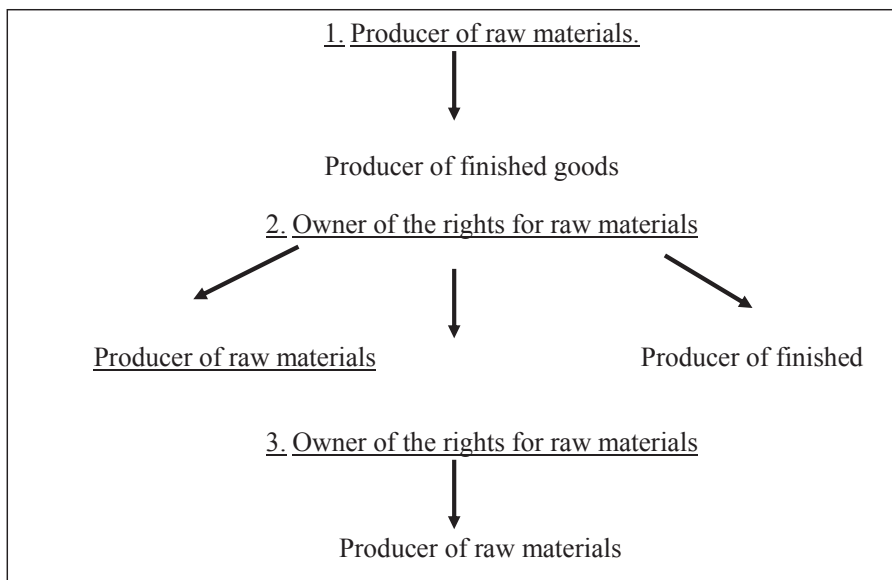 1. Producer of raw materials.
Producer of finished goods
2. Owner of the rights for raw materials
Producer of raw materials Producer of finished
3. Owner of the rights for raw materials
Producer of raw materials